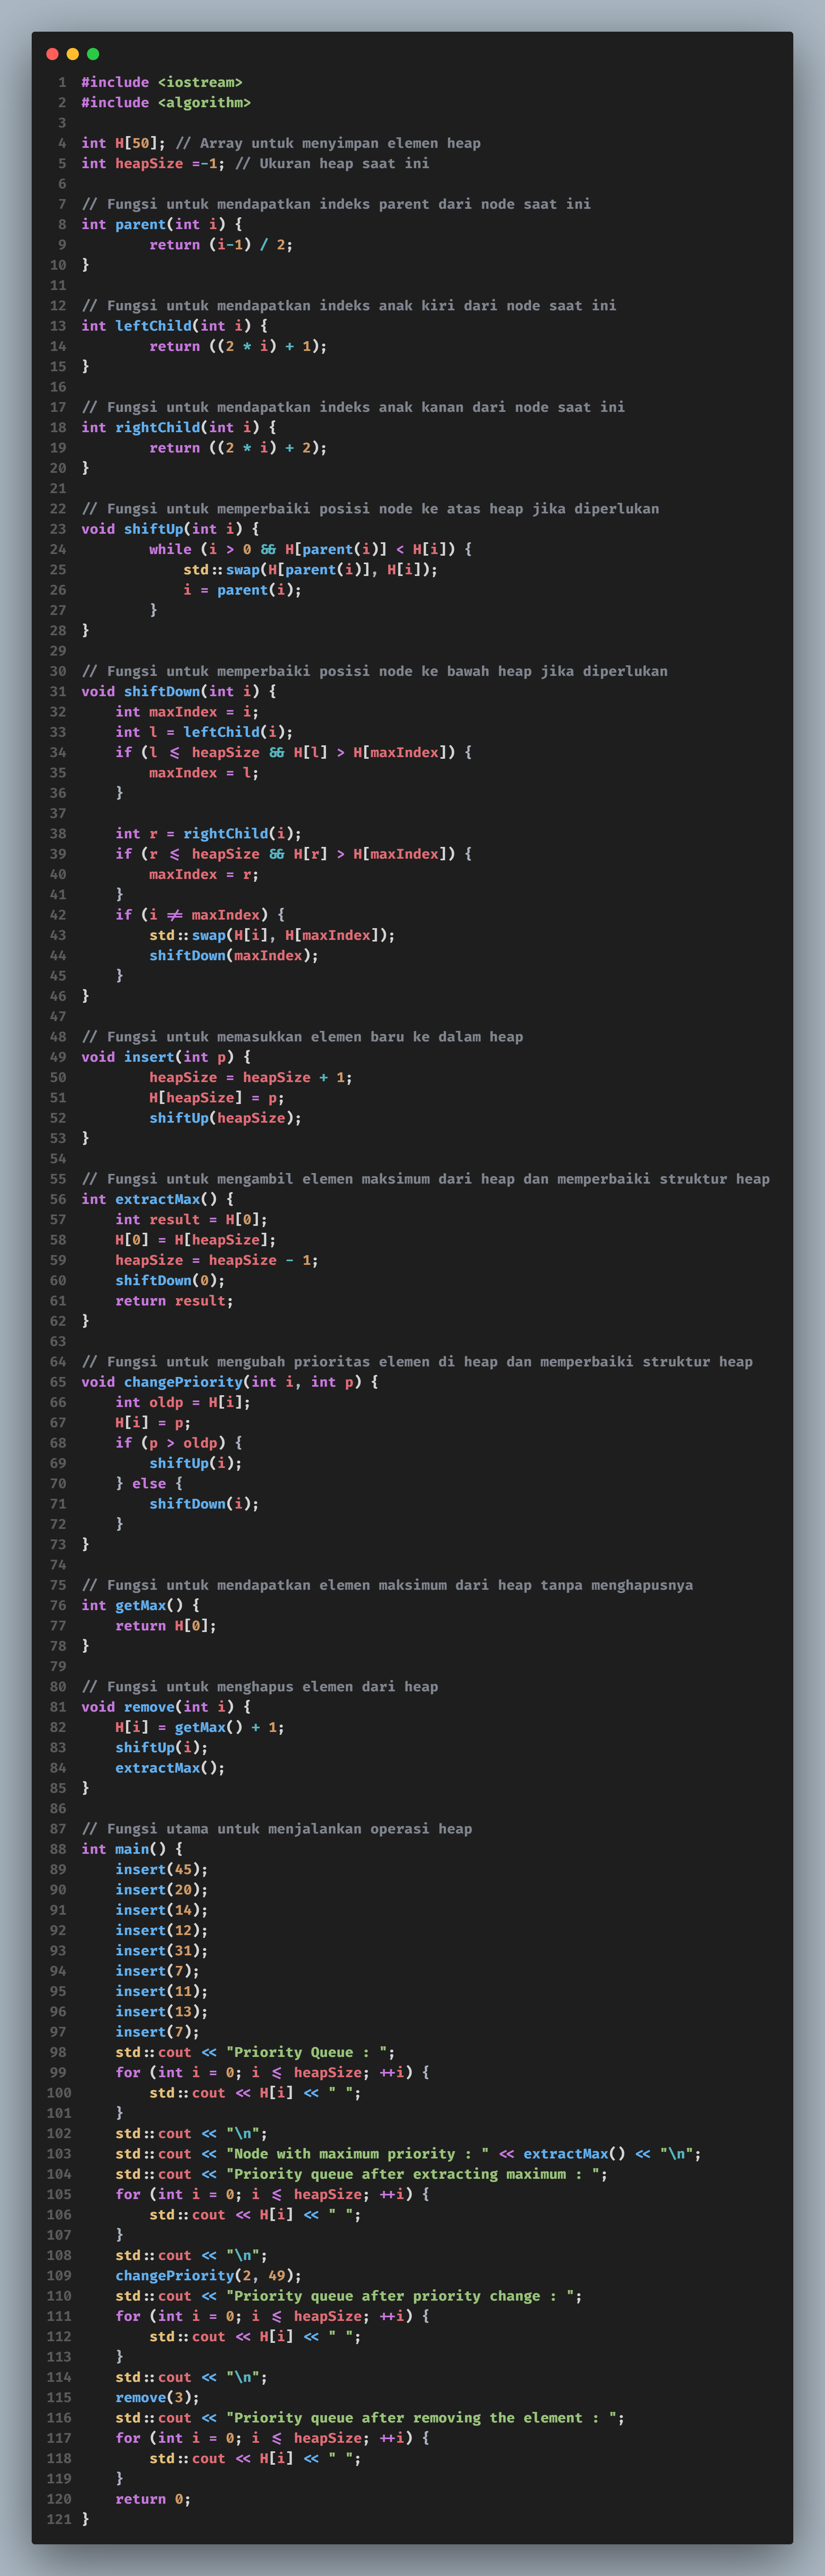 1 #include <iostream>
2 #include <algorithm>
3
4 int H[50]; // Array untuk menyimpan elemen heap
5 int heapSize =-1; // Ukuran heap saat ini
6
7 // Fungsi untuk mendapatkan indeks parent dari node saat ini
8 int parent(int i) {
9         return (i-1) / 2;
10 }
11
12 // Fungsi untuk mendapatkan indeks anak kiri dari node saat ini
13 int leftChild(int i) {
14         return ((2 * i) + 1);
15 }
16
17 // Fungsi untuk mendapatkan indeks anak kanan dari node saat ini
18 int rightChild(int i) {
19         return ((2 * i) + 2);
20 }
21
22 // Fungsi untuk memperbaiki posisi node ke atas heap jika diperlukan
23 void shiftUp(int i) {
24         while (i > 0 && H[parent(i)] < H[i]) {
25             std::swap(H[parent(i)], H[i]);
26             i = parent(i);
27         }
28 }
29
30 // Fungsi untuk memperbaiki posisi node ke bawah heap jika diperlukan
31 void shiftDown(int i) {
32     int maxIndex = i;
33     int l = leftChild(i);
34     if (l <= heapSize && H[l] > H[maxIndex]) {
35         maxIndex = l;
36     }
37
38     int r = rightChild(i);
39     if (r <= heapSize && H[r] > H[maxIndex]) {
40         maxIndex = r;
41     }
42     if (i != maxIndex) {
43         std::swap(H[i], H[maxIndex]);
44         shiftDown(maxIndex);
45     }
46 }
47
48 // Fungsi untuk memasukkan elemen baru ke dalam heap
49 void insert(int p) {
50         heapSize = heapSize + 1;
51         H[heapSize] = p;
52         shiftUp(heapSize);
53 }
54
55 // Fungsi untuk mengambil elemen maksimum dari heap dan memperbaiki struktur heap
56 int extractMax() {
57     int result = H[0];
58     H[0] = H[heapSize];
59     heapSize = heapSize - 1;
60     shiftDown(0);
61     return result;
62 }
63
64 // Fungsi untuk mengubah prioritas elemen di heap dan memperbaiki struktur heap
65 void changePriority(int i, int p) {
66     int oldp = H[i];
67     H[i] = p;
68     if (p > oldp) {
69         shiftUp(i);
70     } else {
71         shiftDown(i);
72     }
73 }
74
75 // Fungsi untuk mendapatkan elemen maksimum dari heap tanpa menghapusnya
76 int getMax() {
77     return H[0];
78 }
79
80 // Fungsi untuk menghapus elemen dari heap
81 void remove(int i) {
82     H[i] = getMax() + 1;
83     shiftUp(i);
84     extractMax();
85 }
86
87 // Fungsi utama untuk menjalankan operasi heap
88 int main() {
89     insert(45);
90     insert(20);
91     insert(14);
92     insert(12);
93     insert(31);
94     insert(7);
95     insert(11);
96     insert(13);
97     insert(7);
98     std::cout << "Priority Queue : ";
99     for (int i = 0; i <= heapSize; ++i) {
100         std::cout << H[i] << " ";
101     }
102     std::cout << "\n";
103     std::cout << "Node with maximum priority : " << extractMax() << "\n";
104     std::cout << "Priority queue after extracting maximum : ";
105     for (int i = 0; i <= heapSize; ++i) {
106         std::cout << H[i] << " ";
107     }
108     std::cout << "\n";
109     changePriority(2, 49);
110     std::cout << "Priority queue after priority change : ";
111     for (int i = 0; i <= heapSize; ++i) {
112         std::cout << H[i] << " ";
113     }
114     std::cout << "\n";
115     remove(3);
116     std::cout << "Priority queue after removing the element : ";
117     for (int i = 0; i <= heapSize; ++i) {
118         std::cout << H[i] << " ";
119     }
120     return 0;
121 }